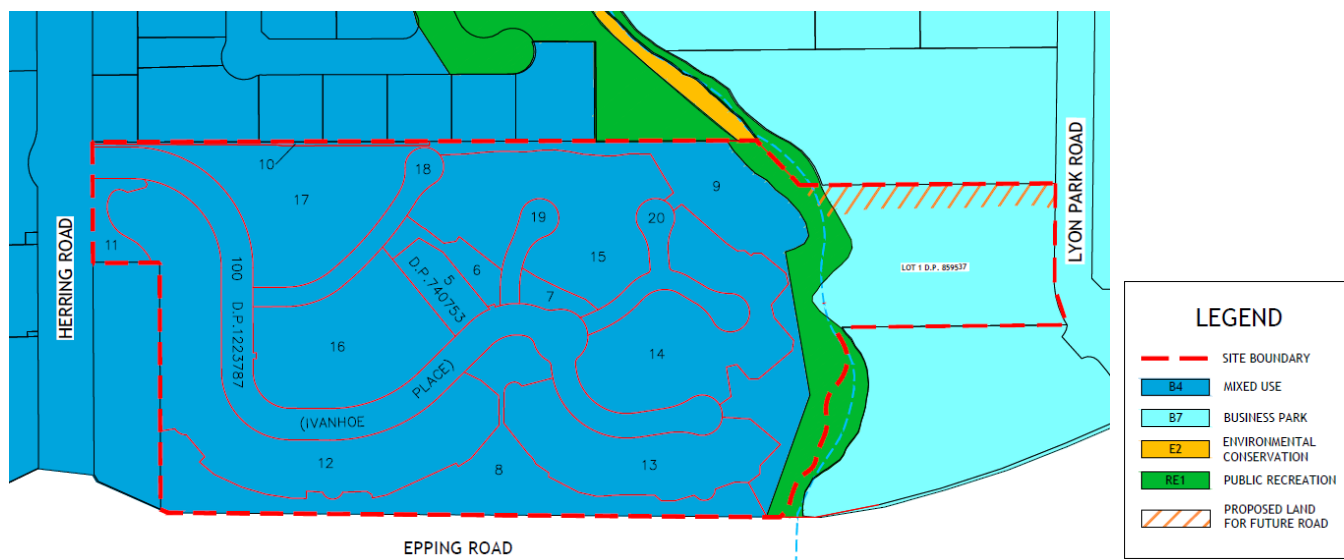 HERRING ROAD
10
17
18
9
11
19
20
100 D.P.1223787
5
D.P.740753
6
15
7
LOT 1 D.P. 859537
LYON PARK ROAD
16
14
(IVANHOE PLACE)
12
8
13
EPPING ROAD
LEGEND
SITE BOUNDARY
B4 MIXED USE
B7 BUSINESS PARK
E2 ENVIRONMENTAL
CONSERVATION
RE1 PUBLIC RECREATION
PROPOSED LAND
FOR FUTURE ROAD